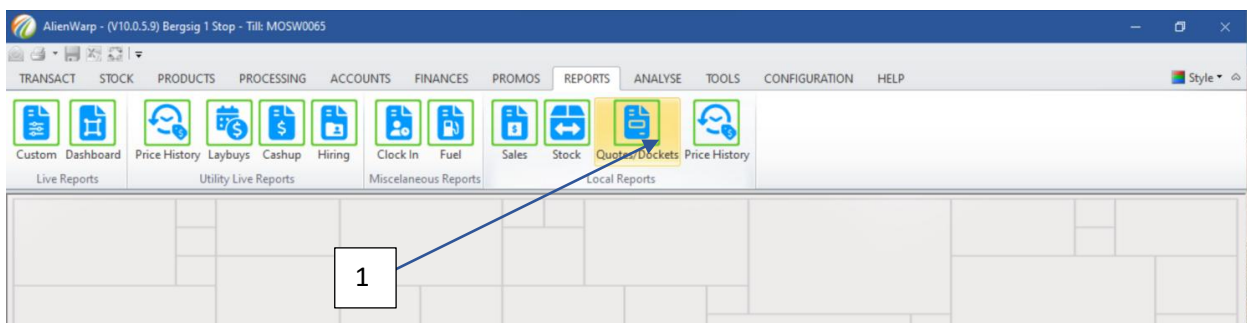 AlienWarp - (V10.0.5.9) Bergsig 1 Stop - Till: MOSW0065
TRANSACT STOCK PRODUCTS PROCESSING ACCOUNTS FINANCES PROMOS REPORTS ANALYSE TOOLS CONFIGURATION HELP Style
Custom Dashboard Price History Laybuys Cashup Hiring Clock In Fuel Sales Stock Quotes/Dockets Price History
Live Reports Utility Live Reports Miscelaneous Reports Local Reports
1